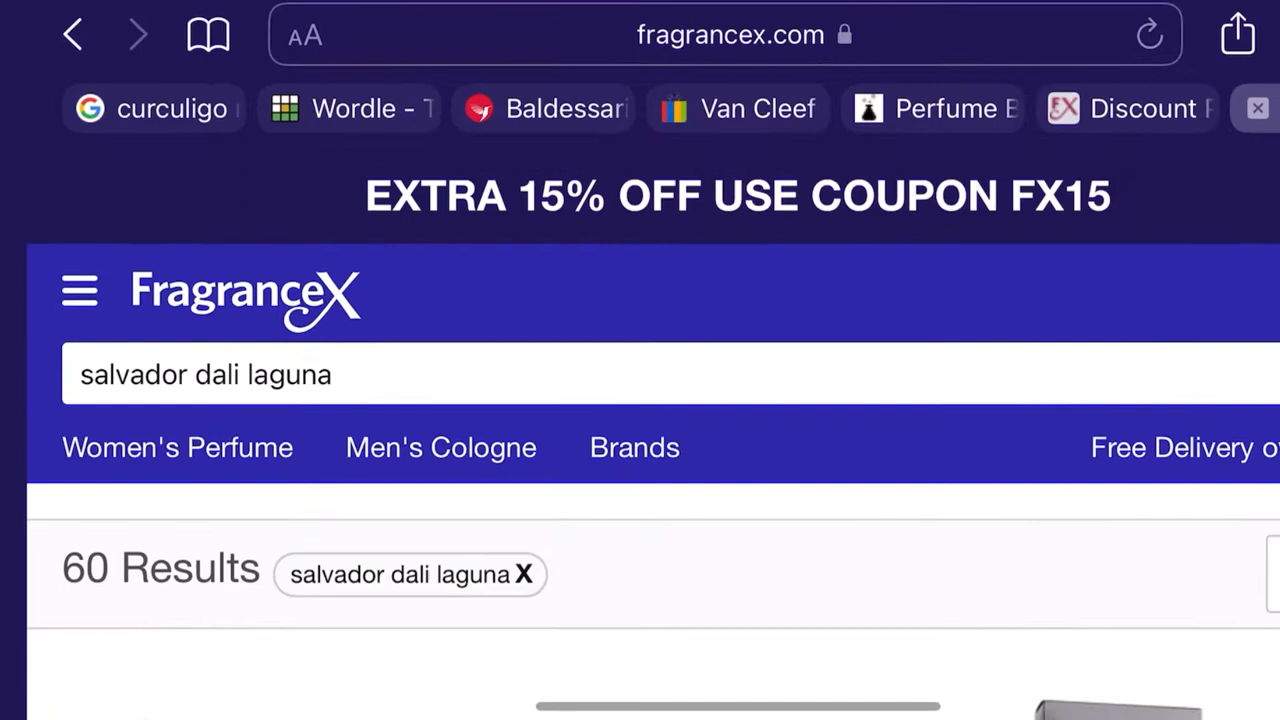 AA fragrancex.com
curculigo Wordle - Baldessari Van Cleef Perfume Discount
EXTRA 15% OFF USE COUPON FX15
FragranceX
salvador dali laguna
Women's Perfume Men's Cologne Brands Free Delivery
60 Results salvador dali laguna X